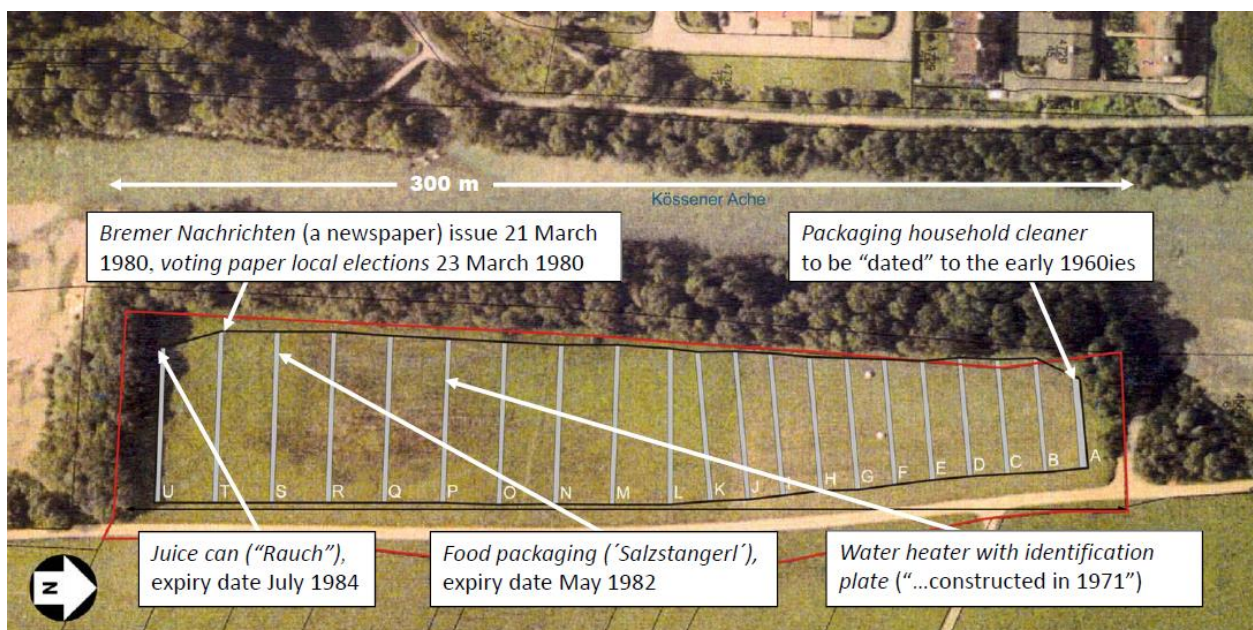 300 m
Kössener Ache
Bremer Nachrichten (a newspaper) issue 21 March
1980, voting paper local elections 23 March 1980
Packaging household cleaner
to be “dated” to the early 1960ies
U T S R Q P O N M L K J I H G F E D C B A
Juice can (“Rauch”),
expiry date July 1984
Food packaging (´Salzstangerl´),
expiry date May 1982
Water heater with identification
plate (“...constructed in 1971”)
N